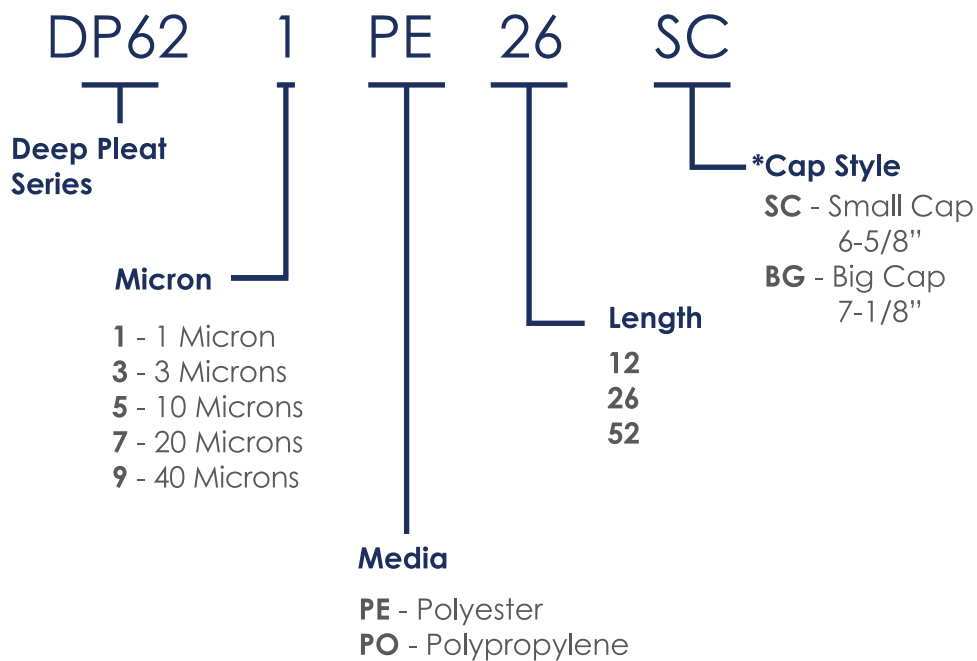 DP62 1 PE 26 SC
Deep Pleat
Series
*Cap Style
SC - Small Cap
6-5/8”
BG - Big Cap
7-1/8”
Micron
1 - 1 Micron
3 - 3 Microns
5 - 10 Microns
7 - 20 Microns
9 - 40 Microns
Length
12
26
52
Media
PE - Polyester
PO - Polypropylene